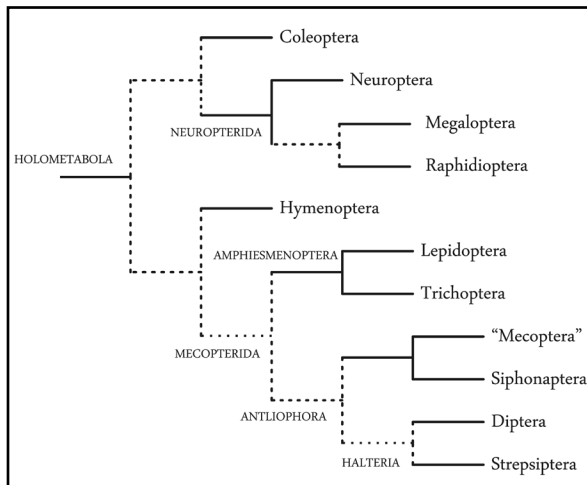 Coleoptera
Neuroptera
NEUROPTERIDA
Megaloptera
HOLOMETABOLA
Raphidioptera
Hymenoptera
AMPHIESMENOPTERA
Lepidoptera
Trichoptera
“Mecoptera”
MECOPTERIDA
Siphonaptera
ANTLIOPHORA
Diptera
HALTERIA
Strepsiptera